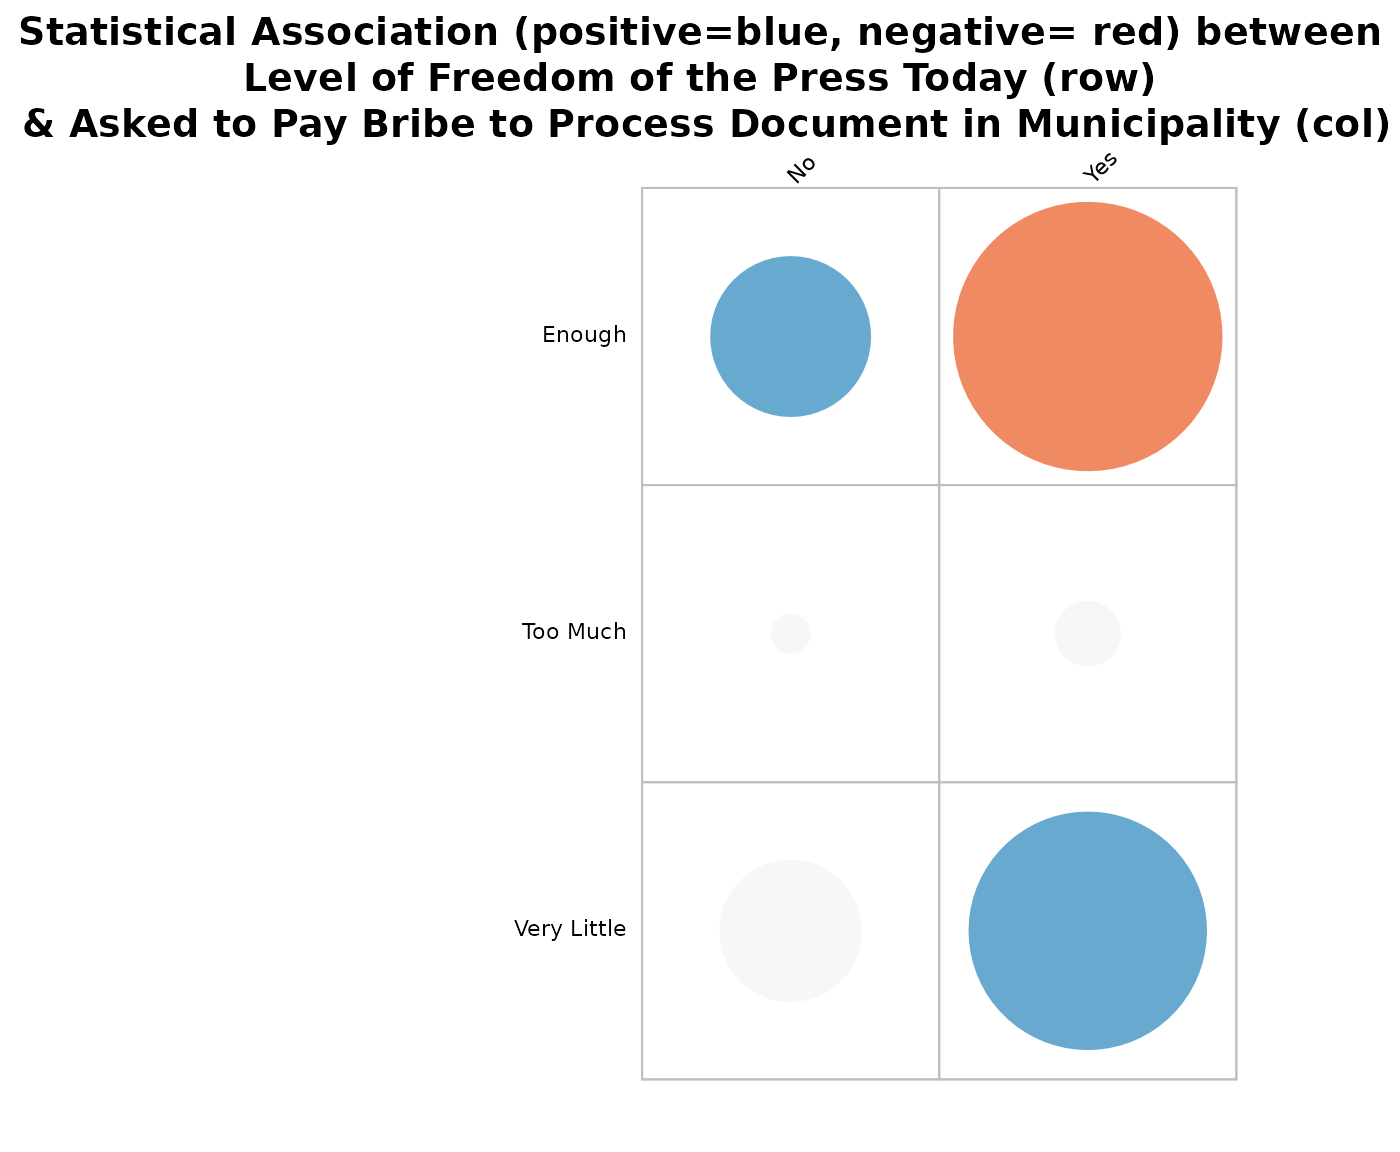 Statistical Association (positive=blue, negative= red) between
Level of Freedom of the Press Today (row)
& Asked to Pay Bribe to Process Document in Municipality (col)
No
Yes
Enough
Too Much
Very Little